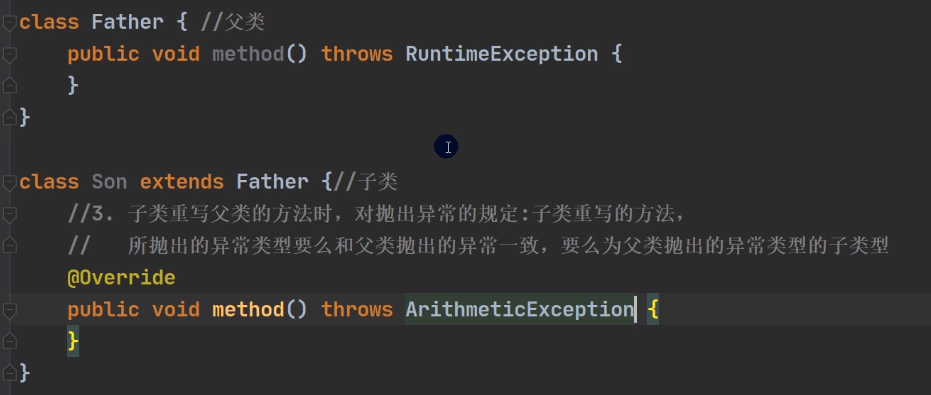 class Father { //父类
    public void method() throws RuntimeException {
    }
}
class Son extends Father {//子类
    //3. 子类重写父类的方法时，对抛出异常的规定:子类重写的方法，
    //   所抛出的异常类型要么和父类抛出的异常一致，要么为父类抛出的异常类型的子类型
    @Override
    public void method() throws ArithmeticException {
    }
}